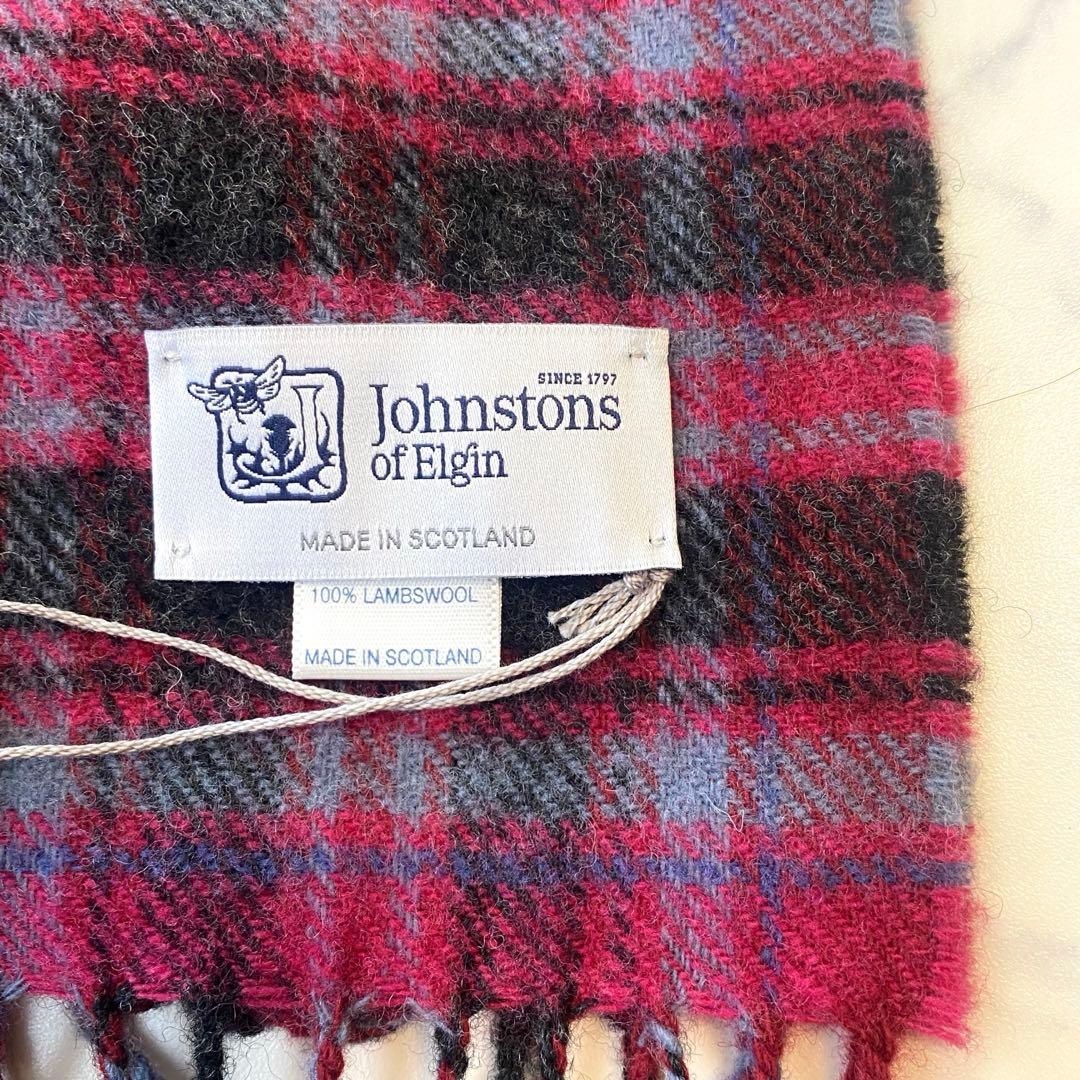 SINCE 1797
Johnstons
of Elgin
MADE IN SCOTLAND
100% LAMBSWOOL
MADE IN SCOTLAND